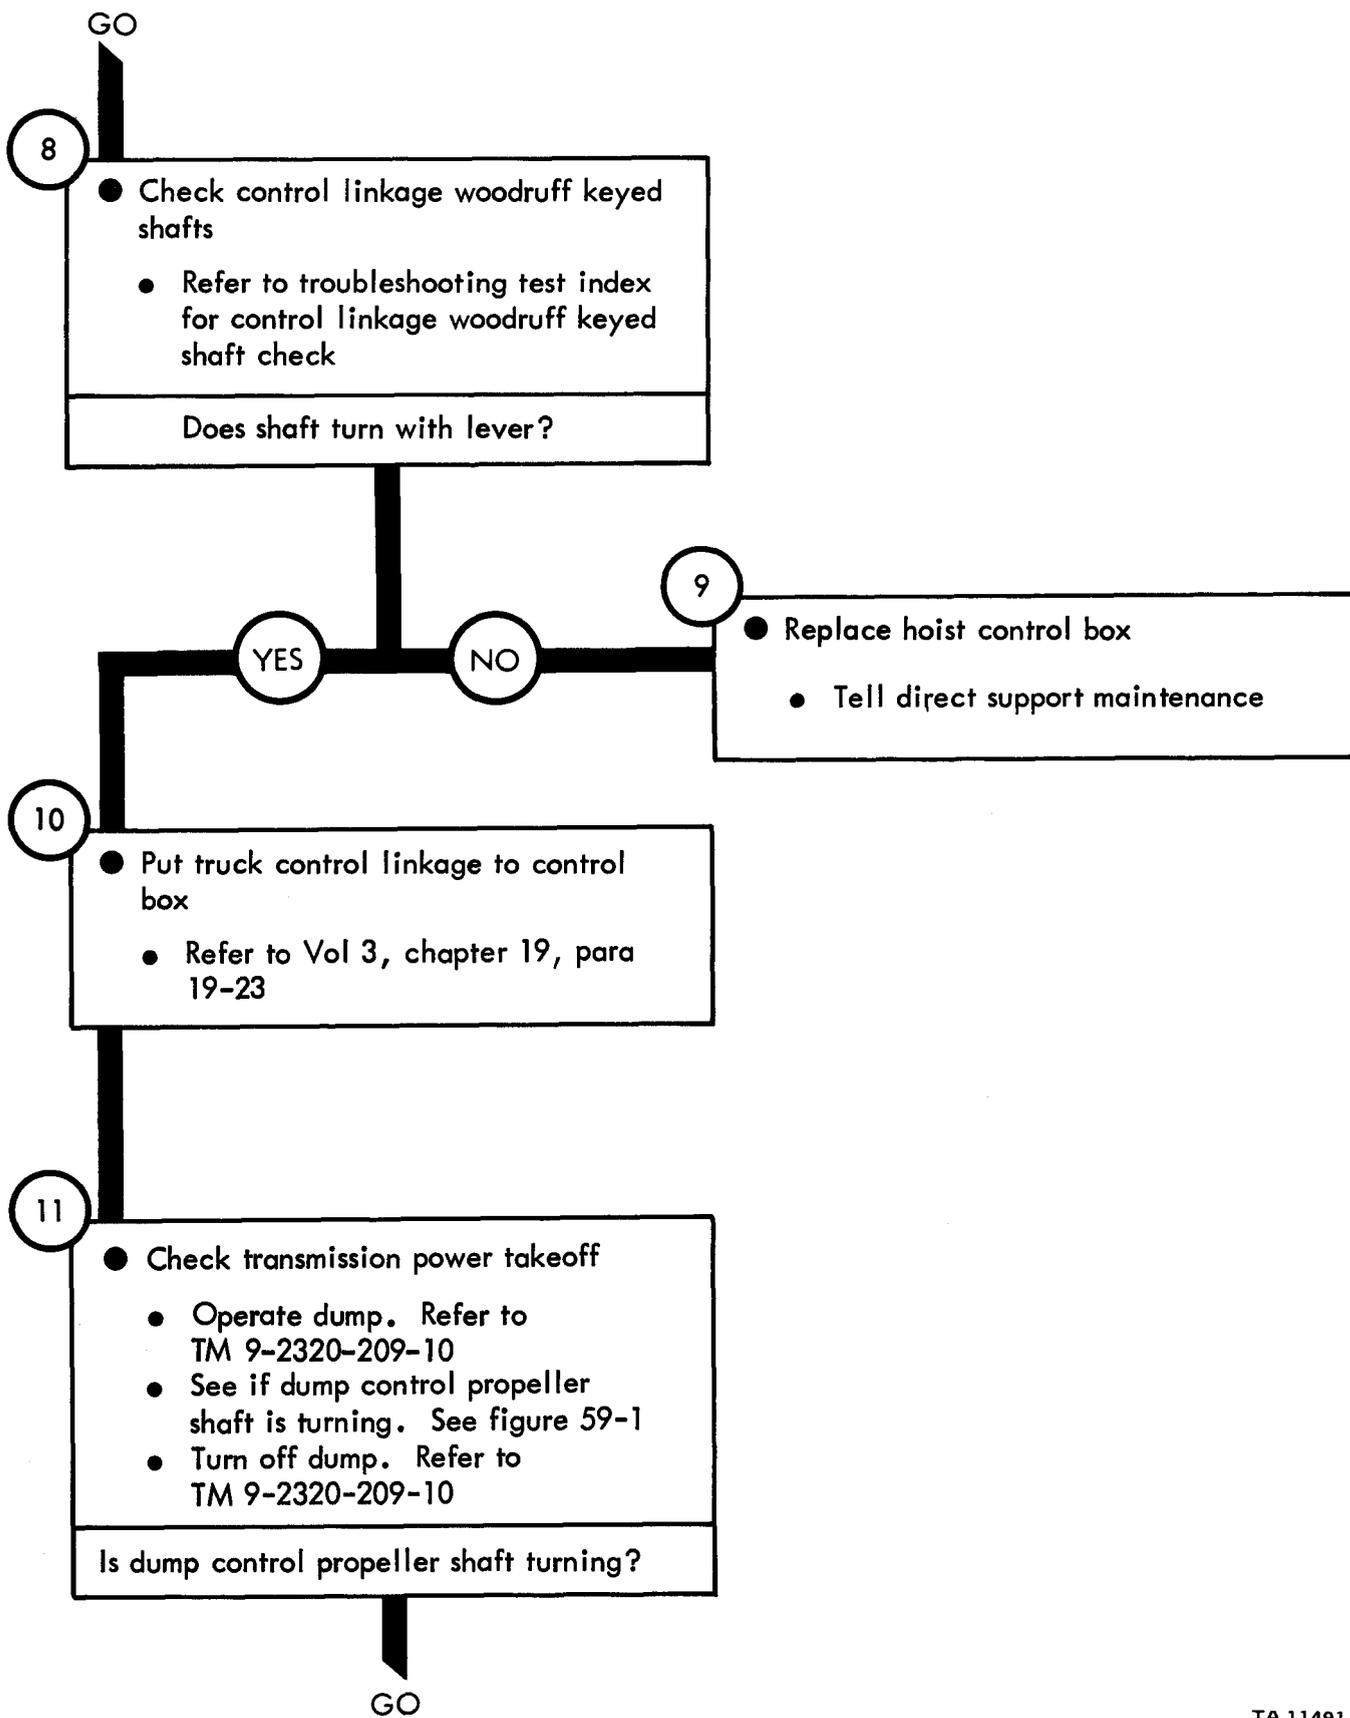 GO
8
● Check control linkage woodruff keyed
shafts
● Refer to troubleshooting test index
for control linkage woodruff keyed
shaft check
Does shaft turn with lever?
YES
NO
9
● Replace hoist control box
● Tell direct support maintenance
10
● Put truck control linkage to control
box
● Refer to Vol 3, chapter 19, para
19-23
11
● Check transmission power takeoff
● Operate dump. Refer to
TM 9-2320-209-10
● See if dump control propeller
shaft is turning. See figure 59-1
● Turn off dump. Refer to
TM 9-2320-209-10
Is dump control propeller shaft turning?
GO